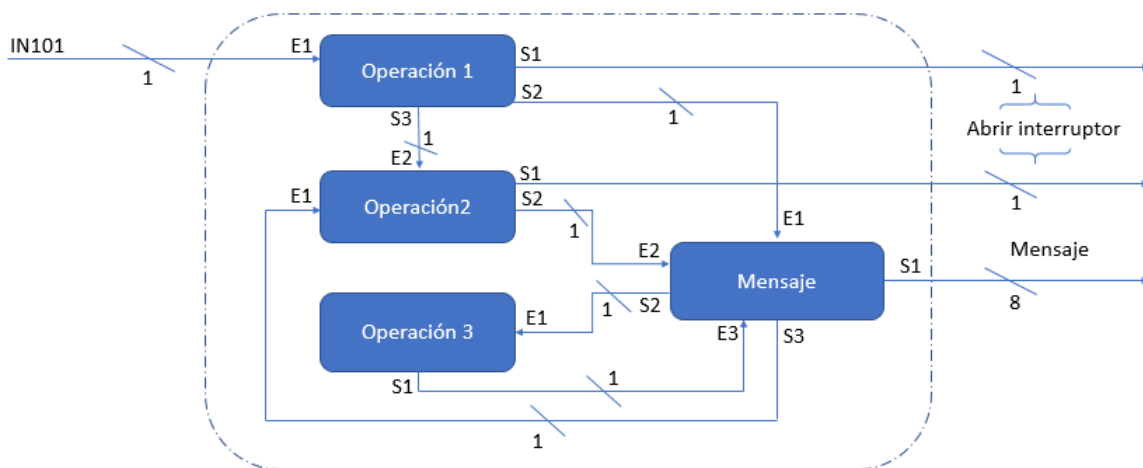 IN101
1
E1
Operación 1
S1
S2
S3
1
1
1
Abrir interruptor
E2
E1
Operación2
S1
S2
1
1
E1
E2
Mensaje
S1
Mensaje
8
S2
1
E1
Operación 3
E3
S3
S1
1
1